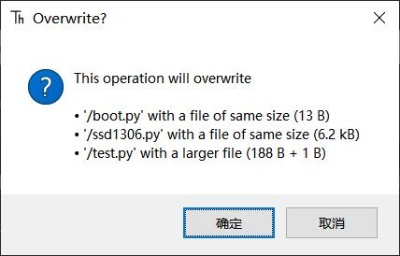 Th Overwrite?
This operation will overwrite
• '/boot.py' with a file of same size (13 B)
• '/ssd1306.py' with a file of same size (6.2 kB)
• '/test.py' with a larger file (188 B + 1 B)
确定 取消